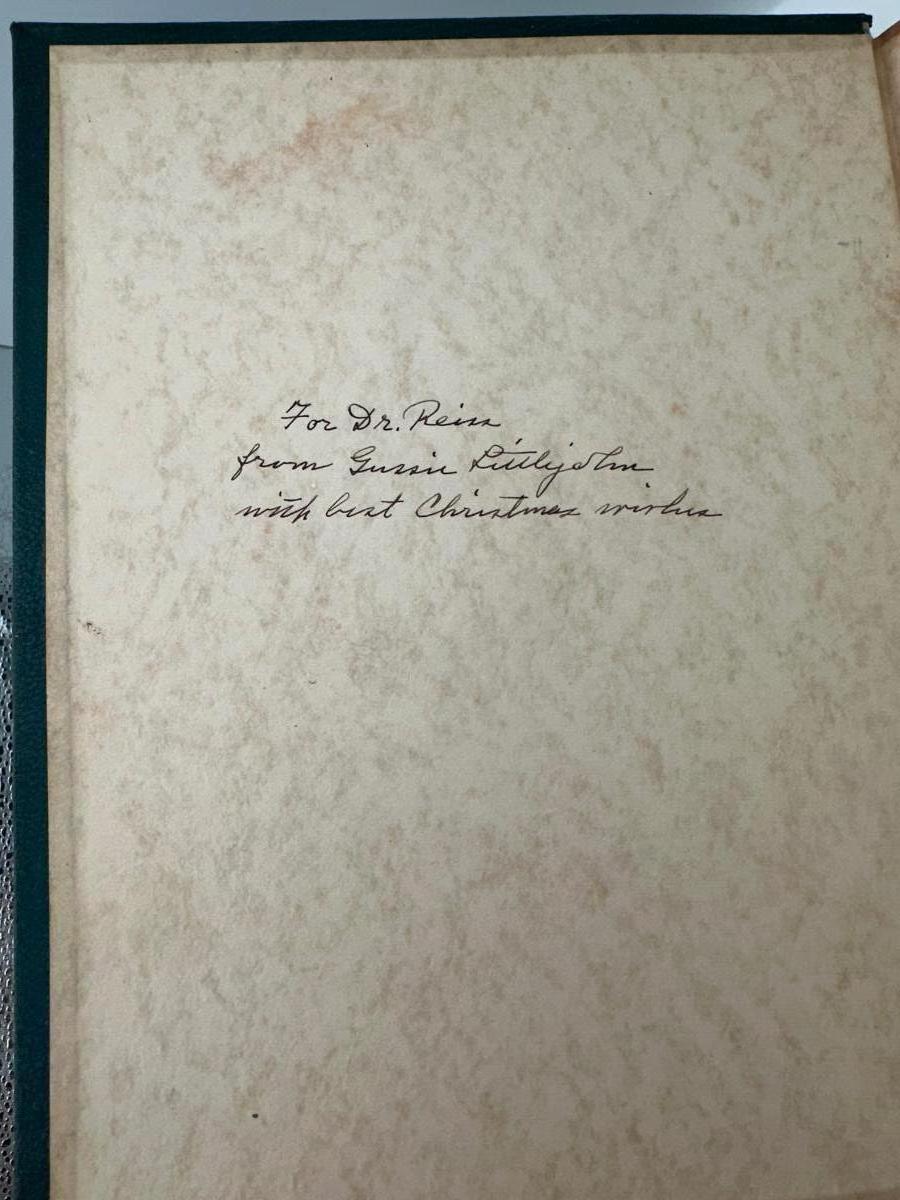 For Dr. Reiss
from Gussie Littlejohn
with best Christmas wishes